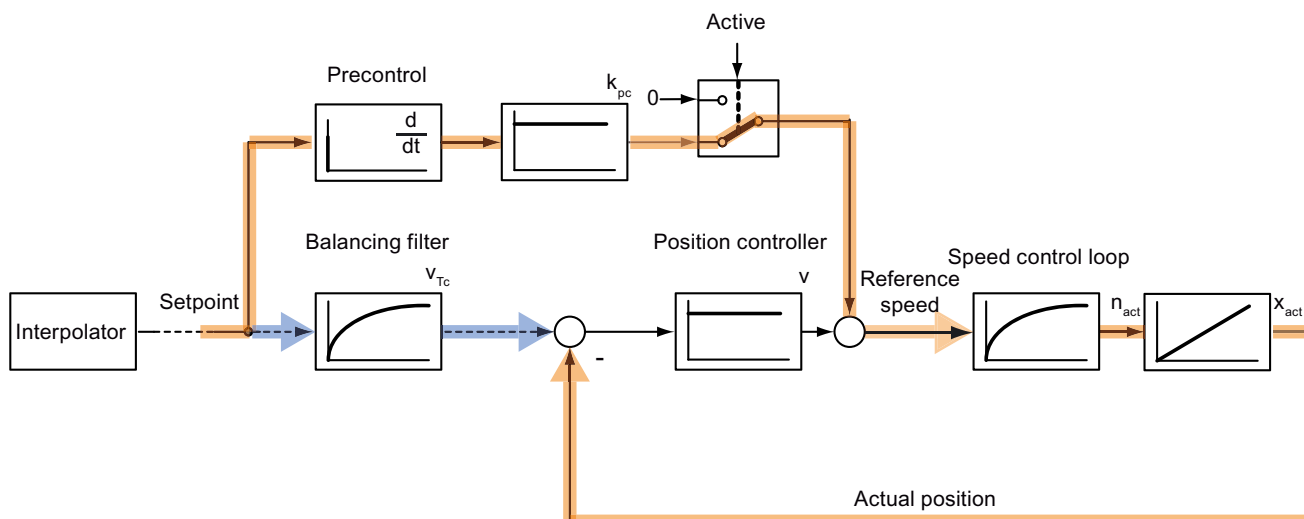 Active
Precontrol
k_pc
0
d
dt
Balancing filter
Position controller
Speed control loop
v_Tc
v
Reference
speed
n_act
x_act
Setpoint
Interpolator
-
Actual position